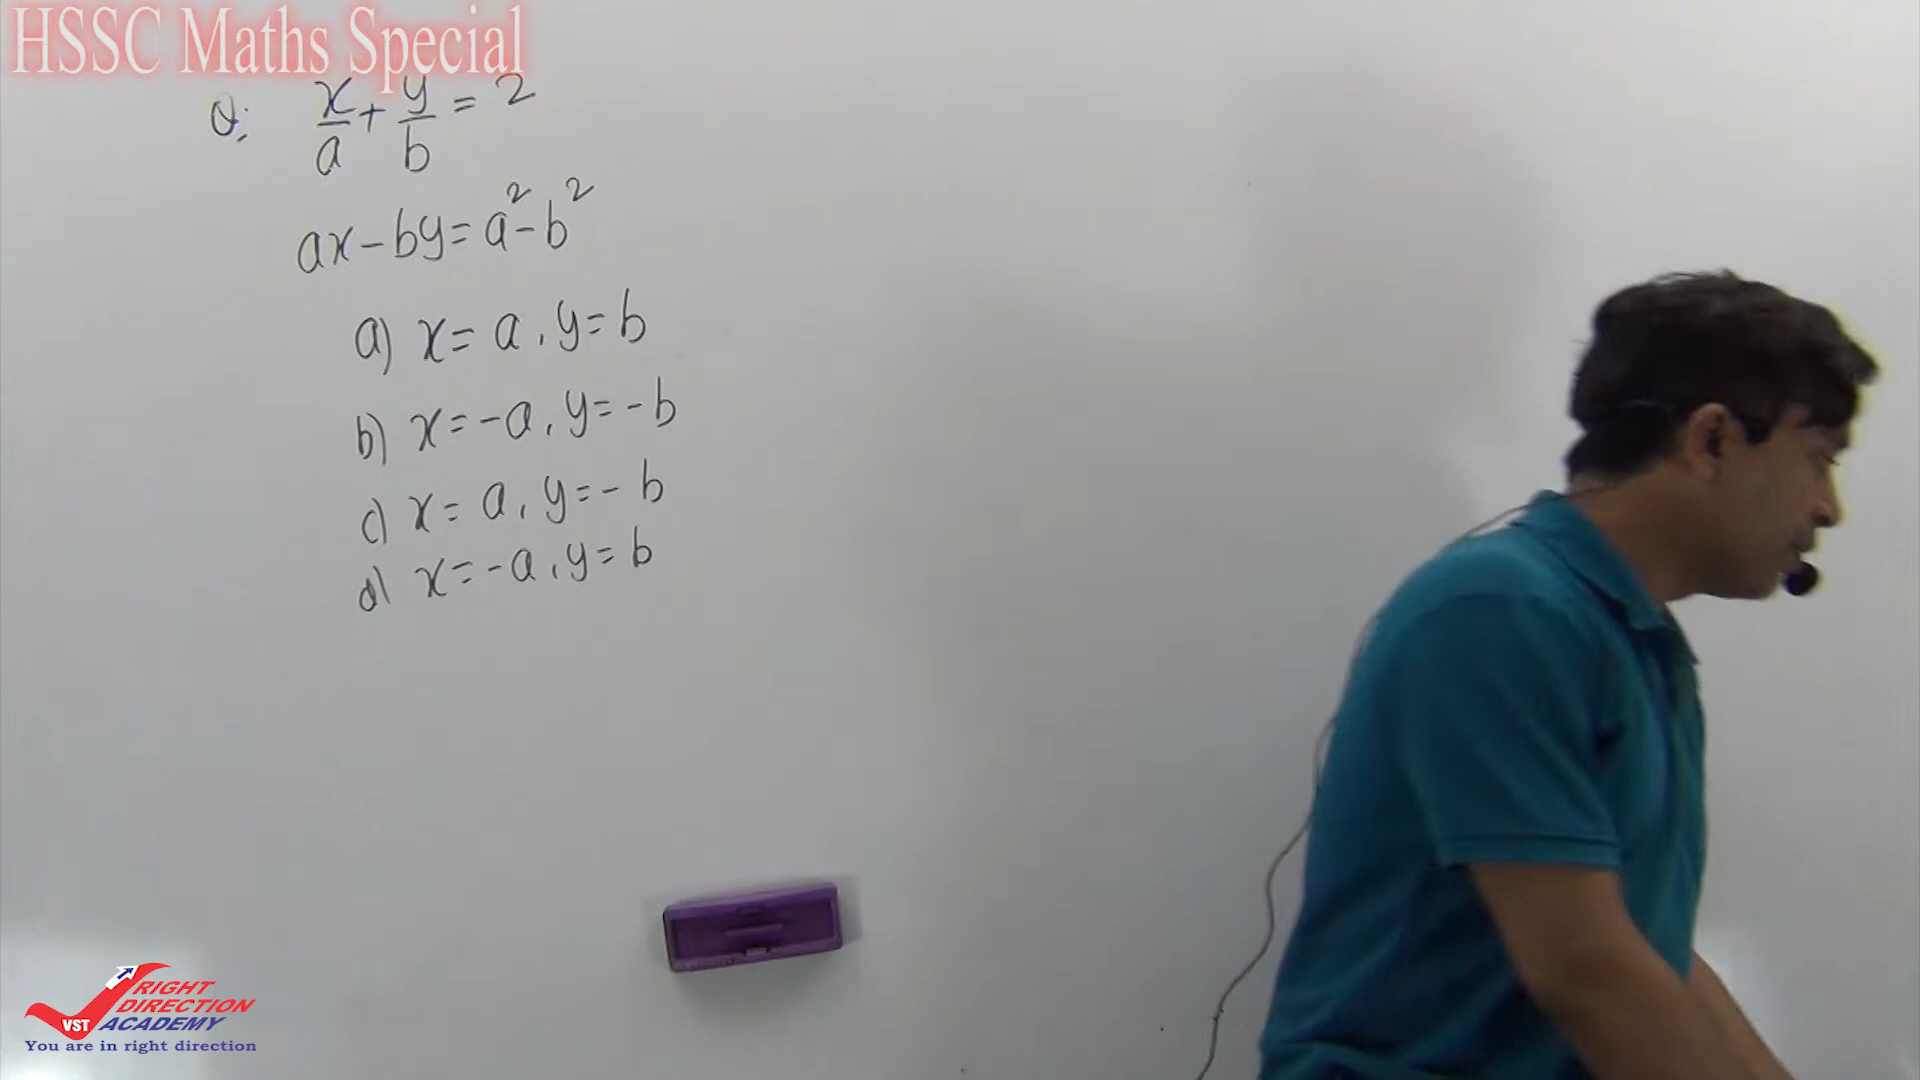 HSSC Maths Special
Q; x/a + y/b = 2
ax - by = a² - b²
a) x = a, y = b
b) x = -a, y = -b
c) x = a, y = -b
d) x = -a, y = b
RIGHT
DIRECTION
VST ACADEMY
You are in right direction